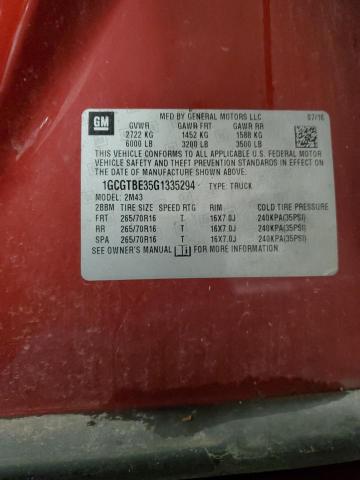 GM
MFD BY GENERAL MOTORS LLC 07/16
GVWR GAWR FRT GAWR RR
2722 KG 1452 KG 1588 KG
6000 LB 3200 LB 3500 LB
THIS VEHICLE CONFORMS TO ALL APPLICABLE U.S. FEDERAL MOTOR
VEHICLE SAFETY AND THEFT PREVENTION STANDARDS IN EFFECT ON THE
DATE OF MANUFACTURE SHOWN ABOVE.
1GCGTBE35G1335294 TYPE: TRUCK
MODEL: 2M43
2BBM TIRE SIZE SPEED RTG RIM COLD TIRE PRESSURE
FRT 265/70R16 T 16X7.0J 240KPA(35PSI)
RR 265/70R16 T 16X7.0J 240KPA(35PSI)
SPA 265/70R16 T 16X7.0J 240KPA(35PSI)
SEE OWNER'S MANUAL FOR MORE INFORMATION.